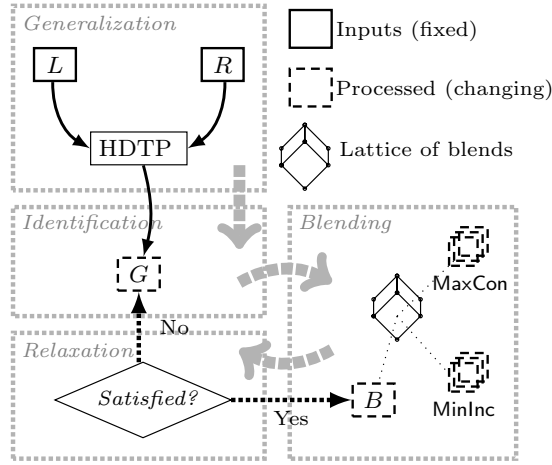 Generalization
Inputs (fixed)
L
R
Processed (changing)
HDTP
Lattice of blends
Identification
Blending
G
MaxCon
No
Relaxation
Satisfied?
Yes
B
MinInc